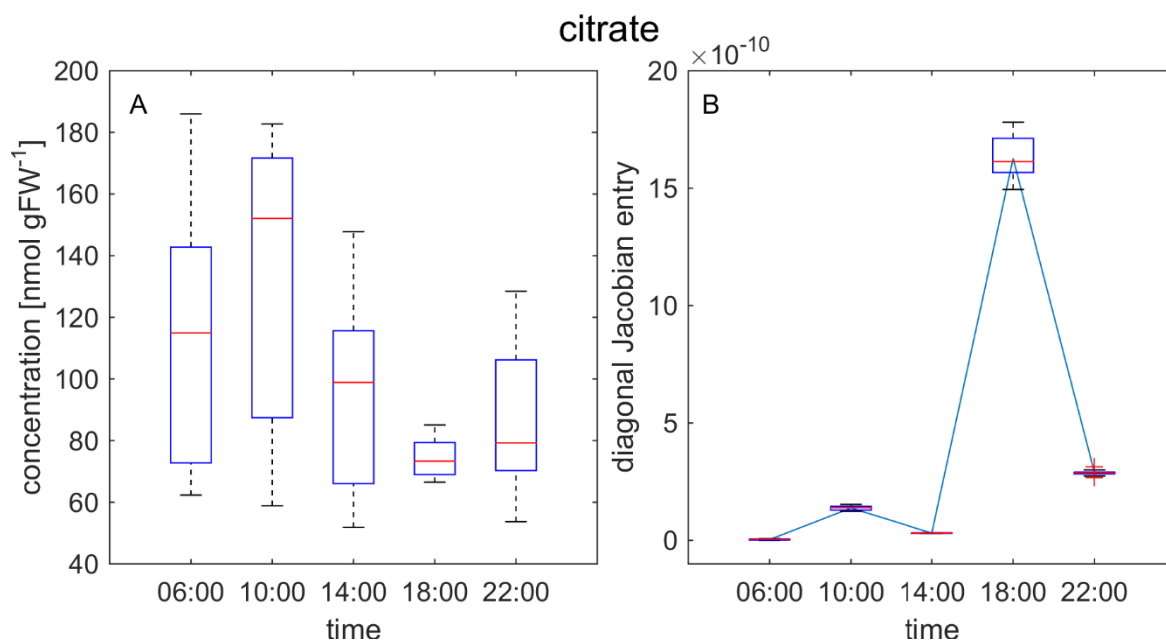 citrate
A
concentration [nmol gFW⁻¹]
200
180
160
140
120
100
80
60
40
06:00 10:00 14:00 18:00 22:00
time
×10⁻¹⁰
B
diagonal Jacobian entry
20
15
10
5
0
06:00 10:00 14:00 18:00 22:00
time